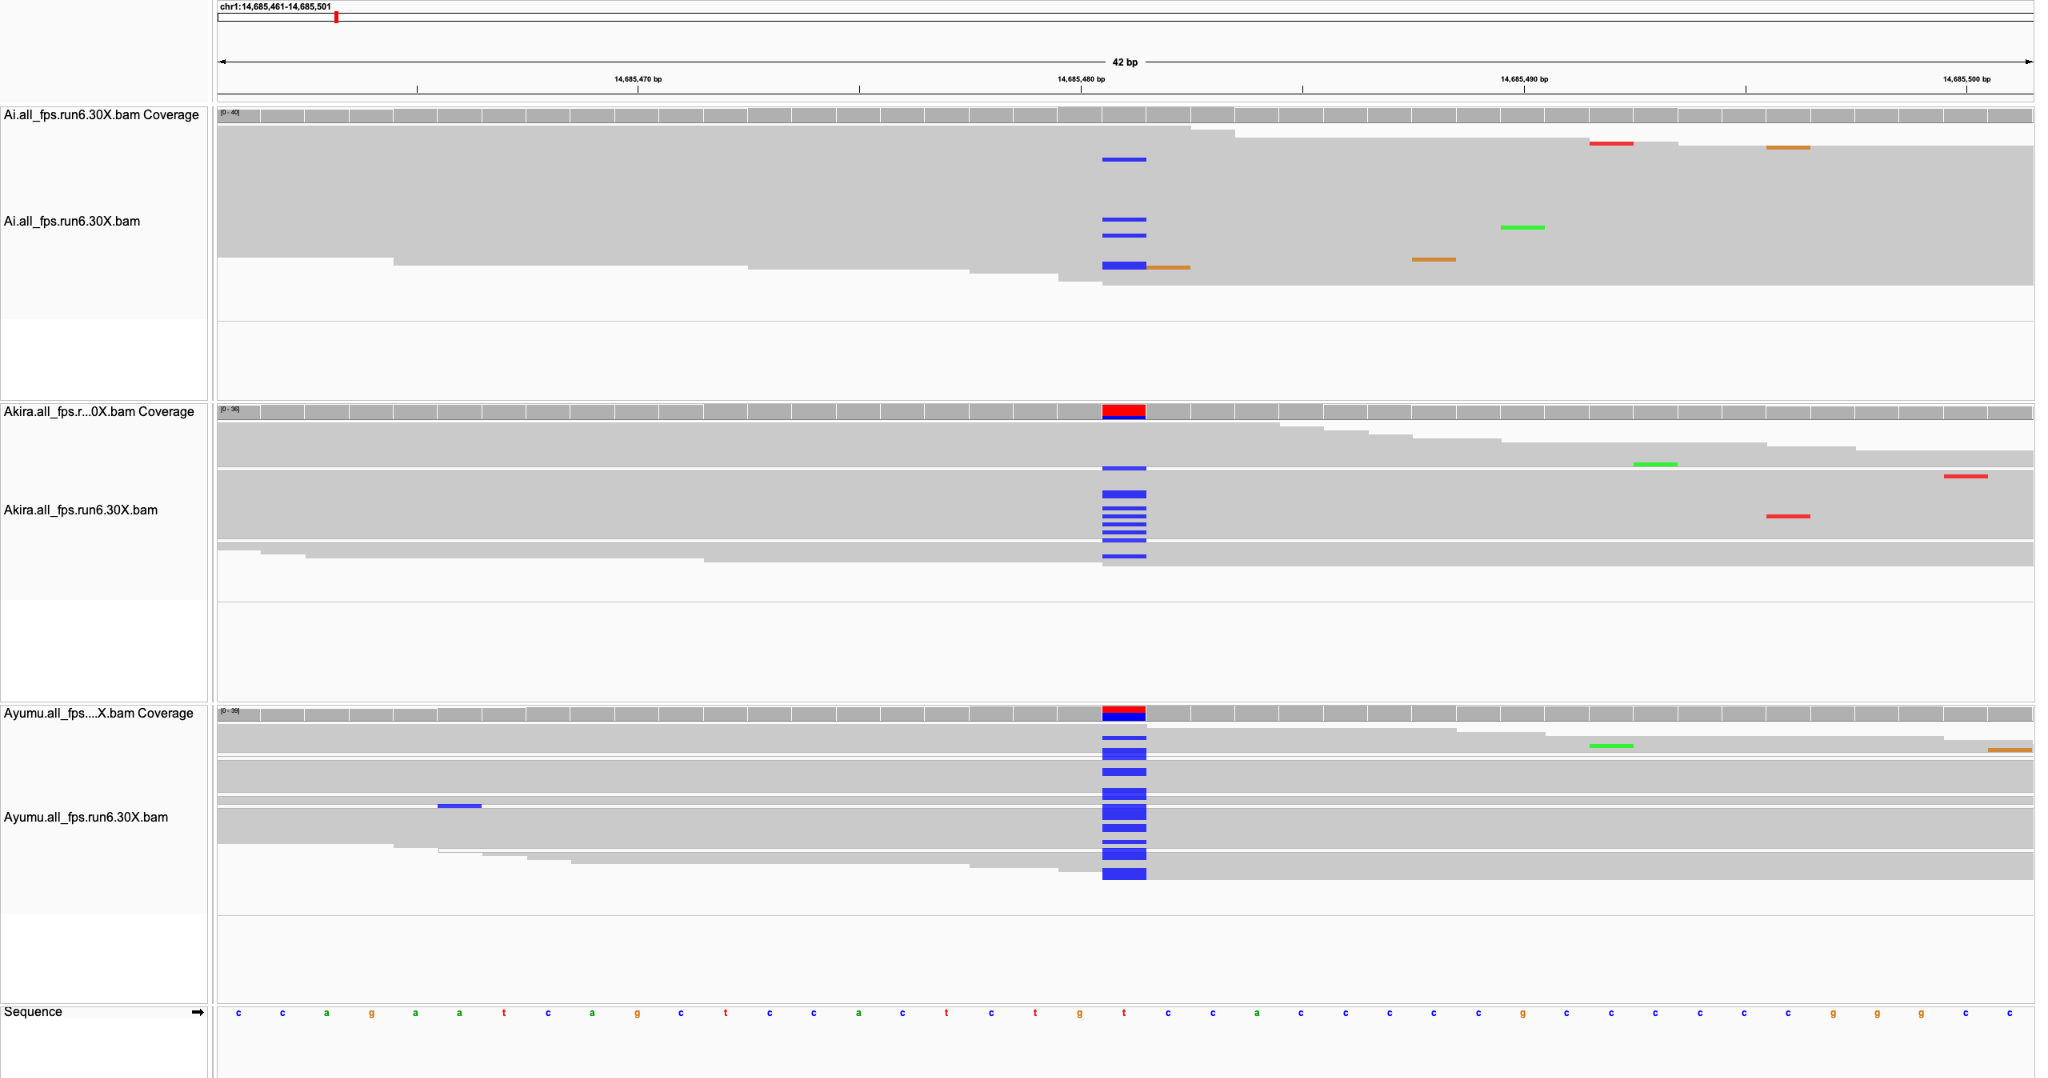 chr1:14,685,461-14,685,501
42 bp
14,685,470 bp
14,685,480 bp
14,685,490 bp
14,685,500 bp
Ai.all_fps.run6.30X.bam Coverage
[0 - 40]
Ai.all_fps.run6.30X.bam
Akira.all_fps.r...0X.bam Coverage
Akira.all_fps.run6.30X.bam
Ayumu.all_fps....X.bam Coverage
Ayumu.all_fps.run6.30X.bam
Sequence
c c a g a a t c a g c t c c a c t c t g t c c a c c c c c g c c c c c c g g g c c